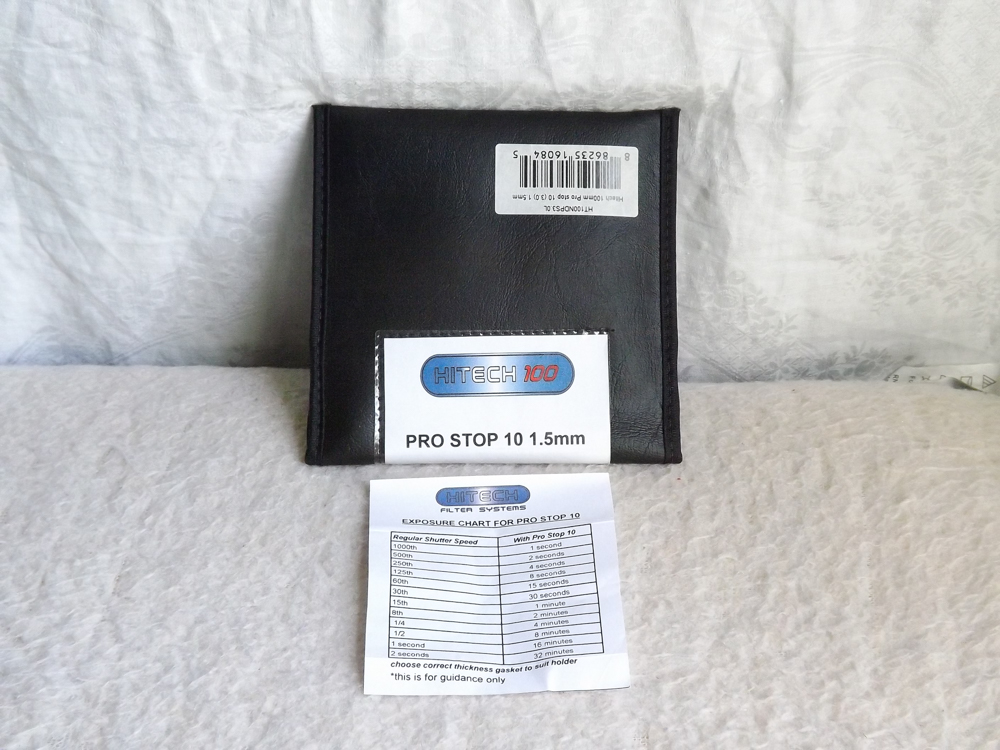 HT100NDPS3.0L
Hitech 100mm Pro stop 10 (3.0) 1.5mm
8 86235 16084 5
HITECH 100
PRO STOP 10 1.5mm
HITECH
FILTER SYSTEMS
EXPOSURE CHART FOR PRO STOP 10
Regular Shutter Speed With Pro Stop 10
1000th 1 second
500th 2 seconds
250th 4 seconds
125th 8 seconds
60th 15 seconds
30th 30 seconds
15th 1 minute
8th 2 minutes
1/4 4 minutes
1/2 8 minutes
1 second 16 minutes
2 seconds 32 minutes
choose correct thickness gasket to suit holder
*this is for guidance only